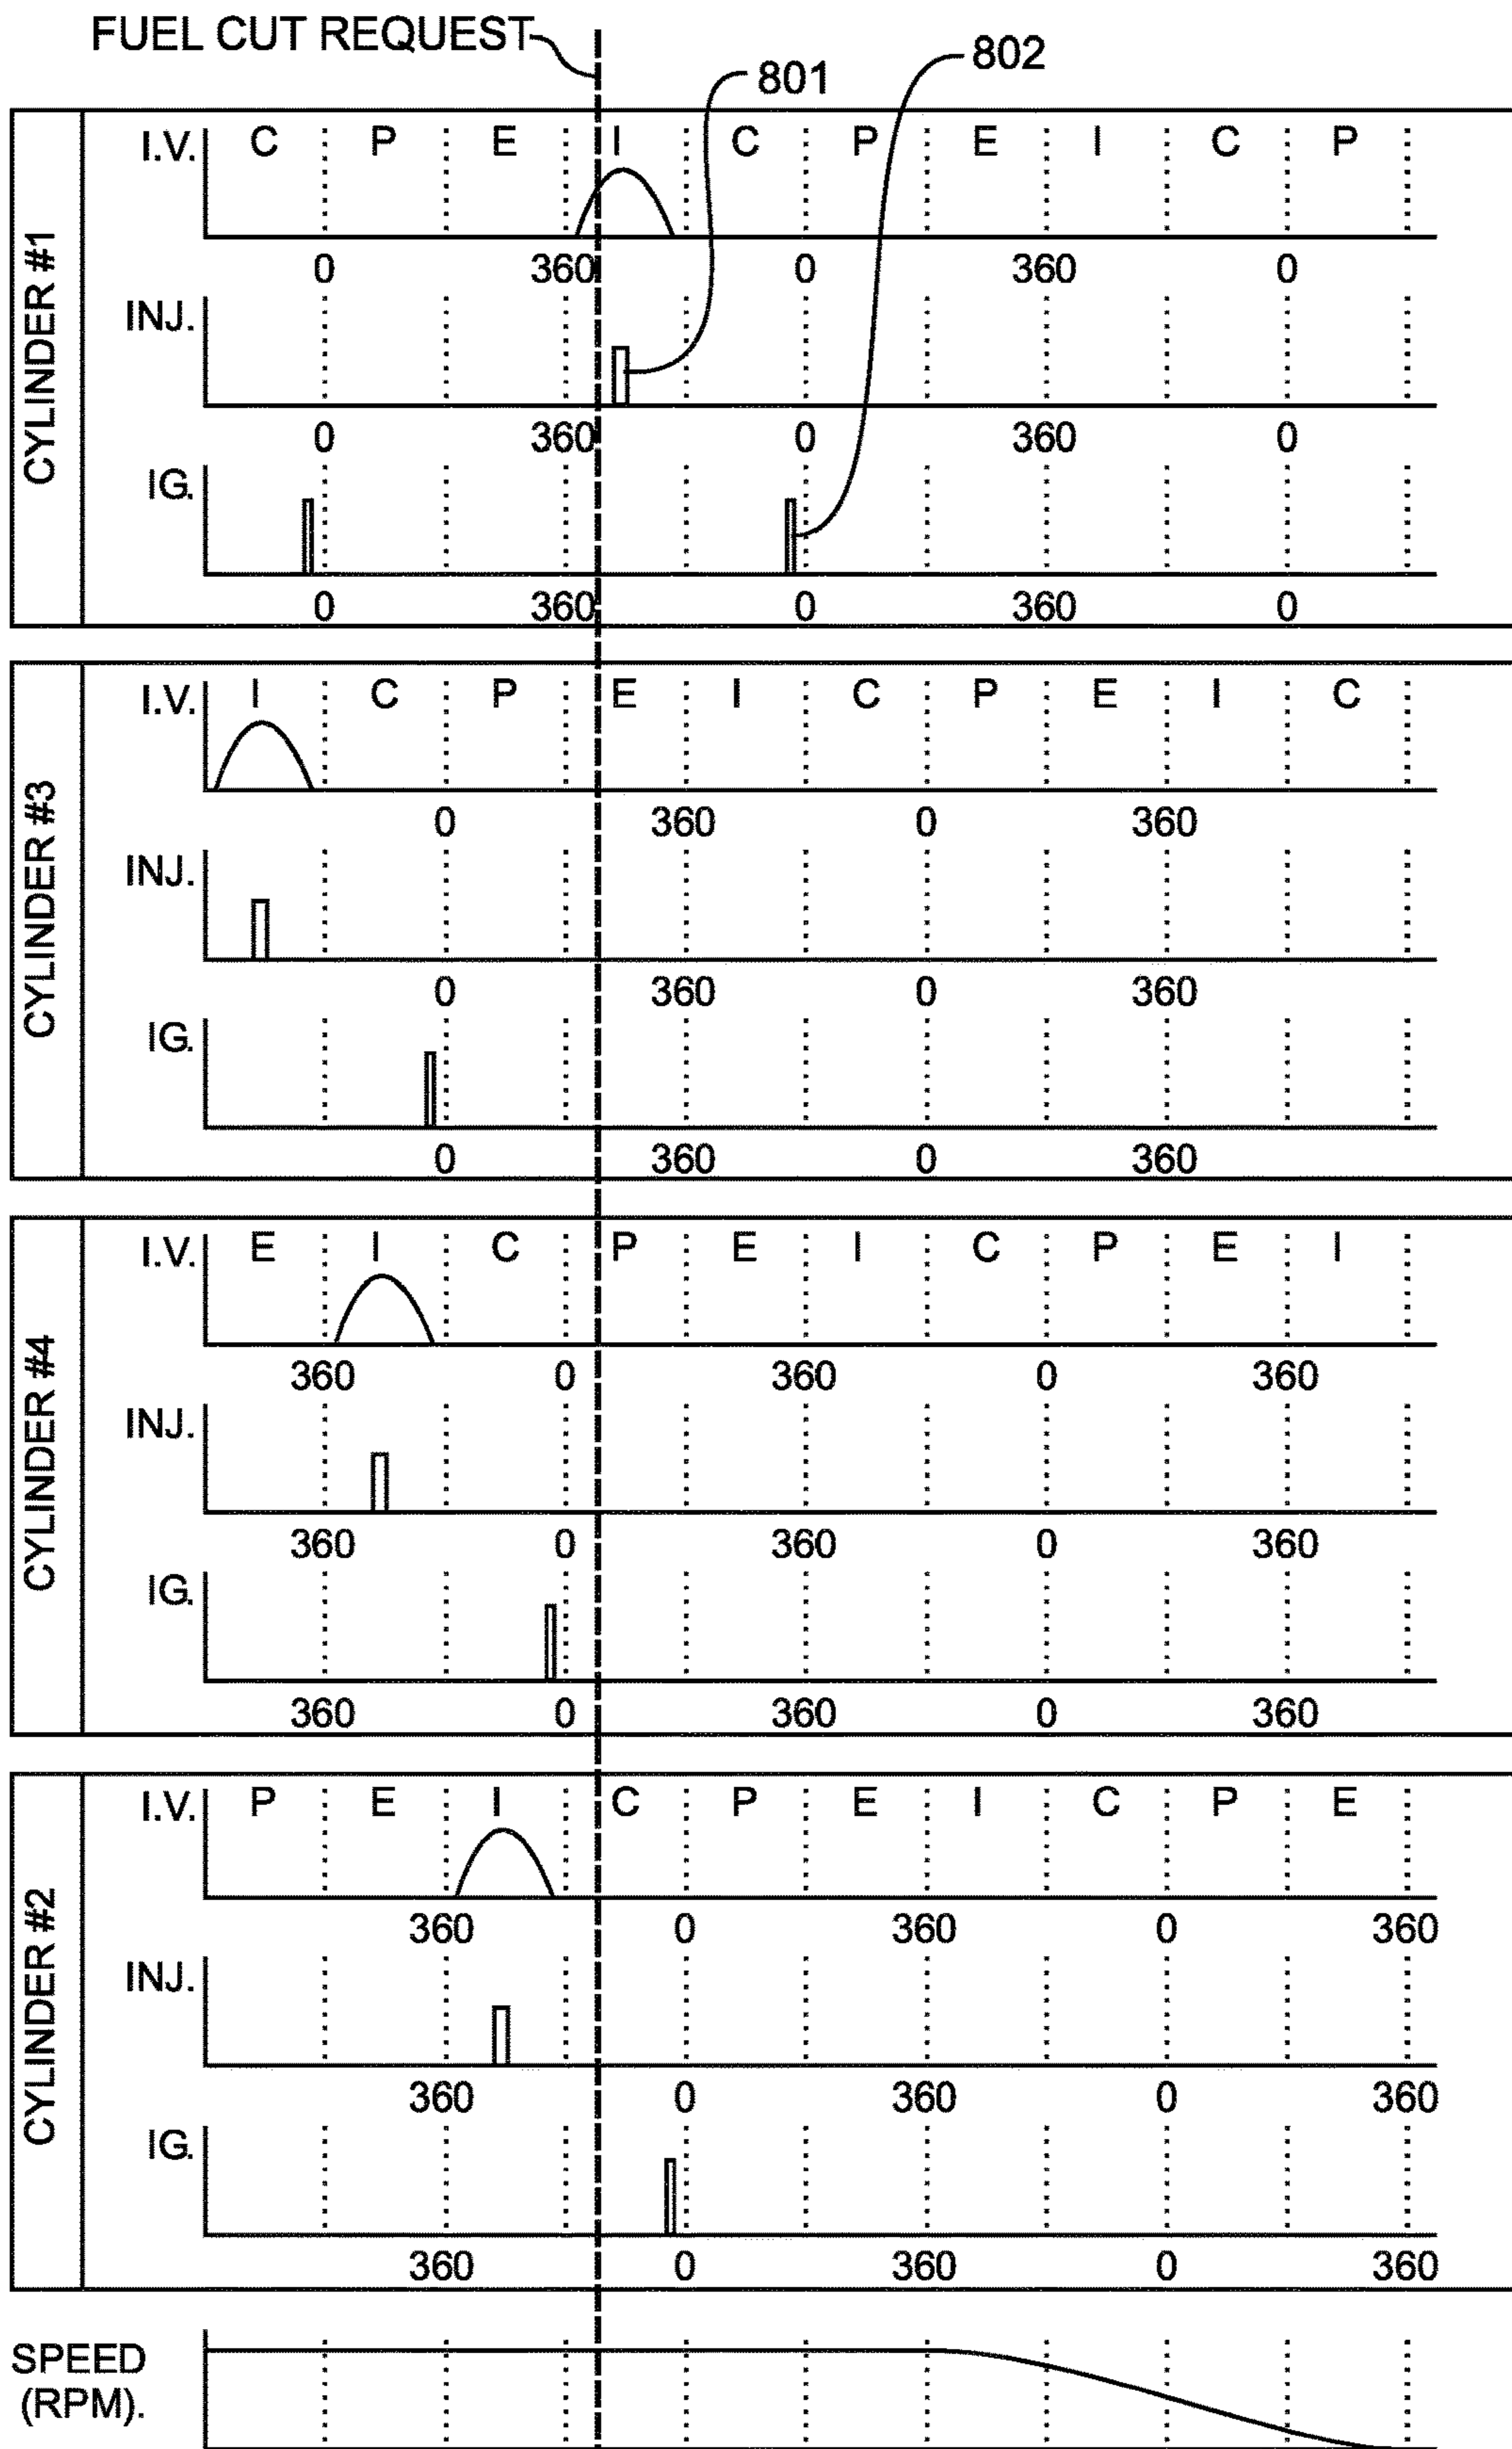 FUEL CUT REQUEST
801
802
CYLINDER #1
I.V. C P E I C P E I C P
0 360 0 360 0
INJ.
0 360 0 360 0
IG.
0 360 0 360 0
CYLINDER #3
I.V. I C P E I C P E I C
0 360 0 360
INJ.
0 360 0 360
IG.
0 360 0 360
CYLINDER #4
I.V. E I C P E I C P E I
360 0 360 0 360
INJ.
360 0 360 0 360
IG.
360 0 360 0 360
CYLINDER #2
I.V. P E I C P E I C P E
360 0 360 0 360
INJ.
360 0 360 0 360
IG.
360 0 360 0 360
SPEED
(RPM).